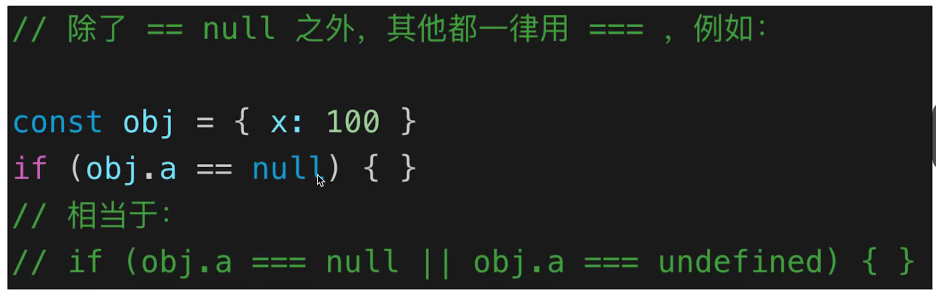 // 除了 == null 之外，其他都一律用 === ，例如：
const obj = { x: 100 }
if (obj.a == null) { }
// 相当于：
// if (obj.a === null || obj.a === undefined) { }